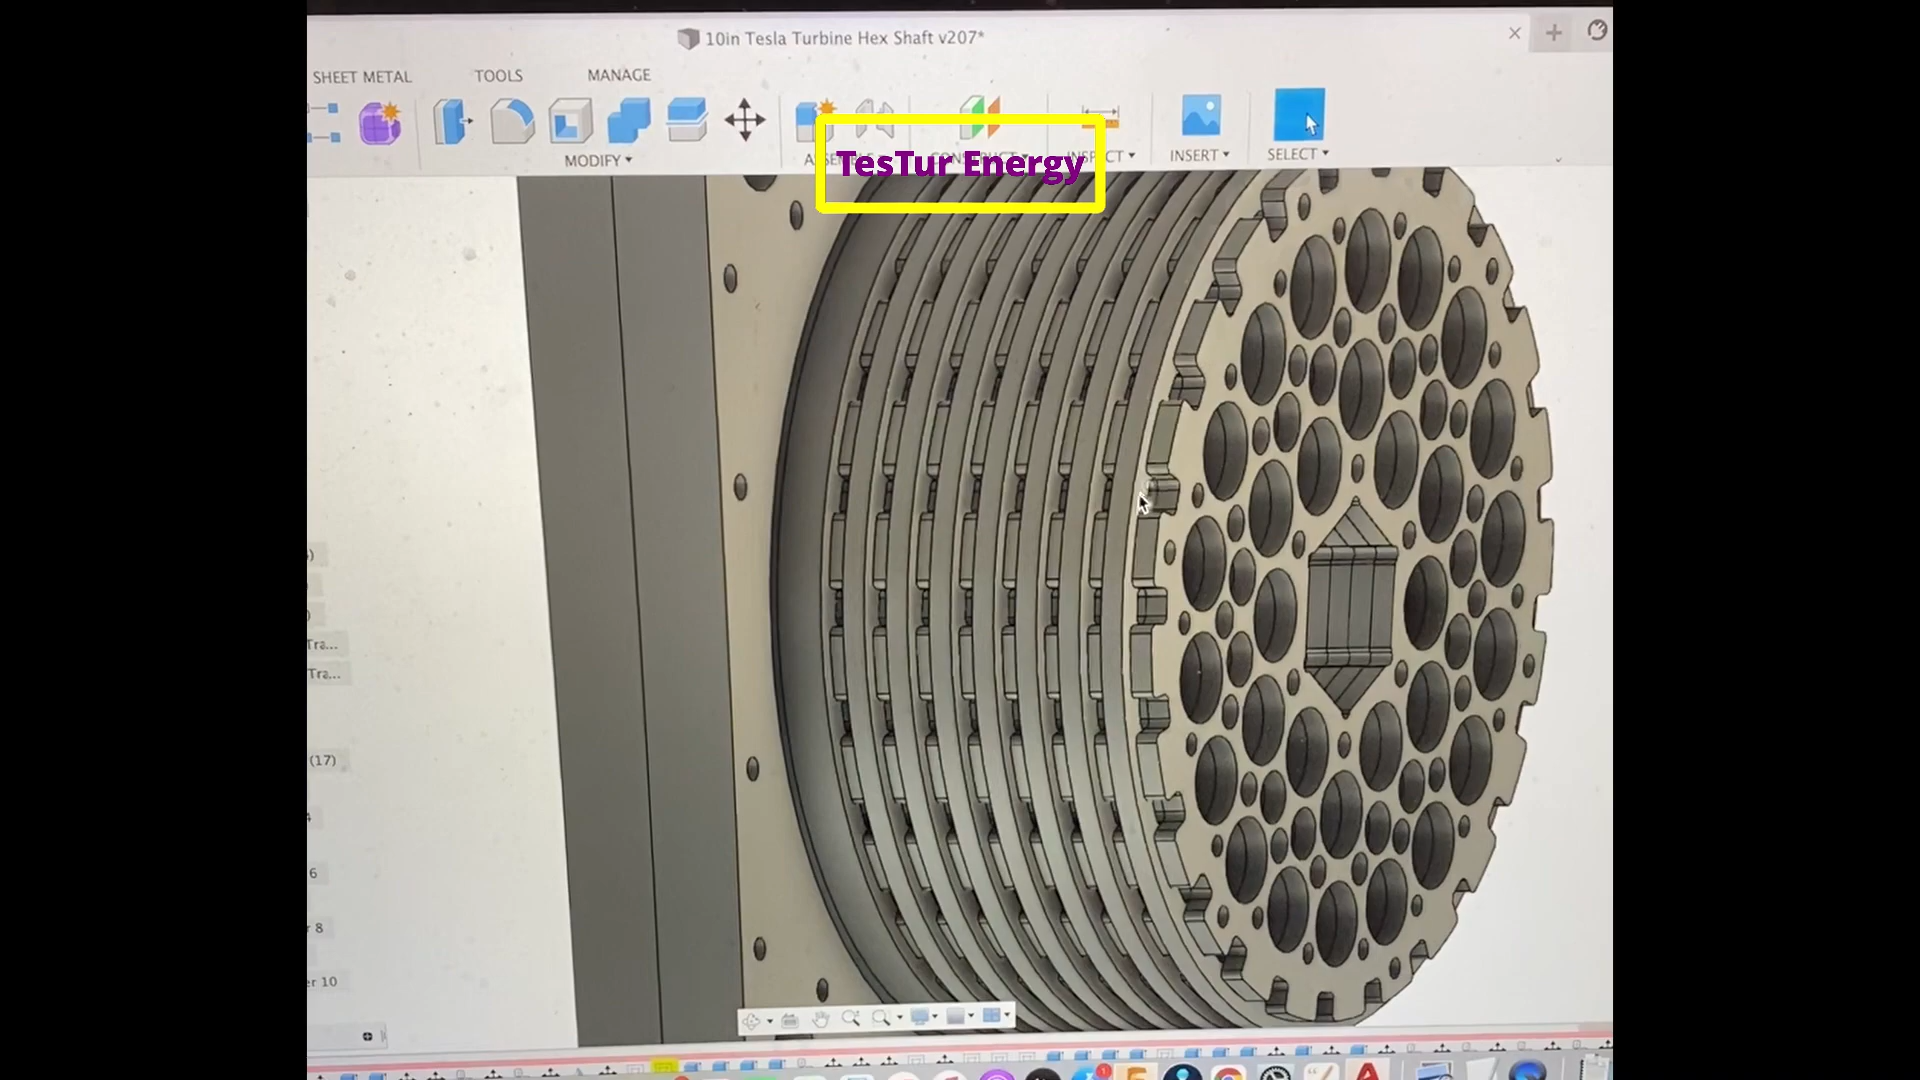 10in Tesla Turbine Hex Shaft v207*
SHEET METAL
TOOLS
MANAGE
MODIFY
INSERT
SELECT
TesTur Energy
Tra...
Tra...
(17)
6
8
10